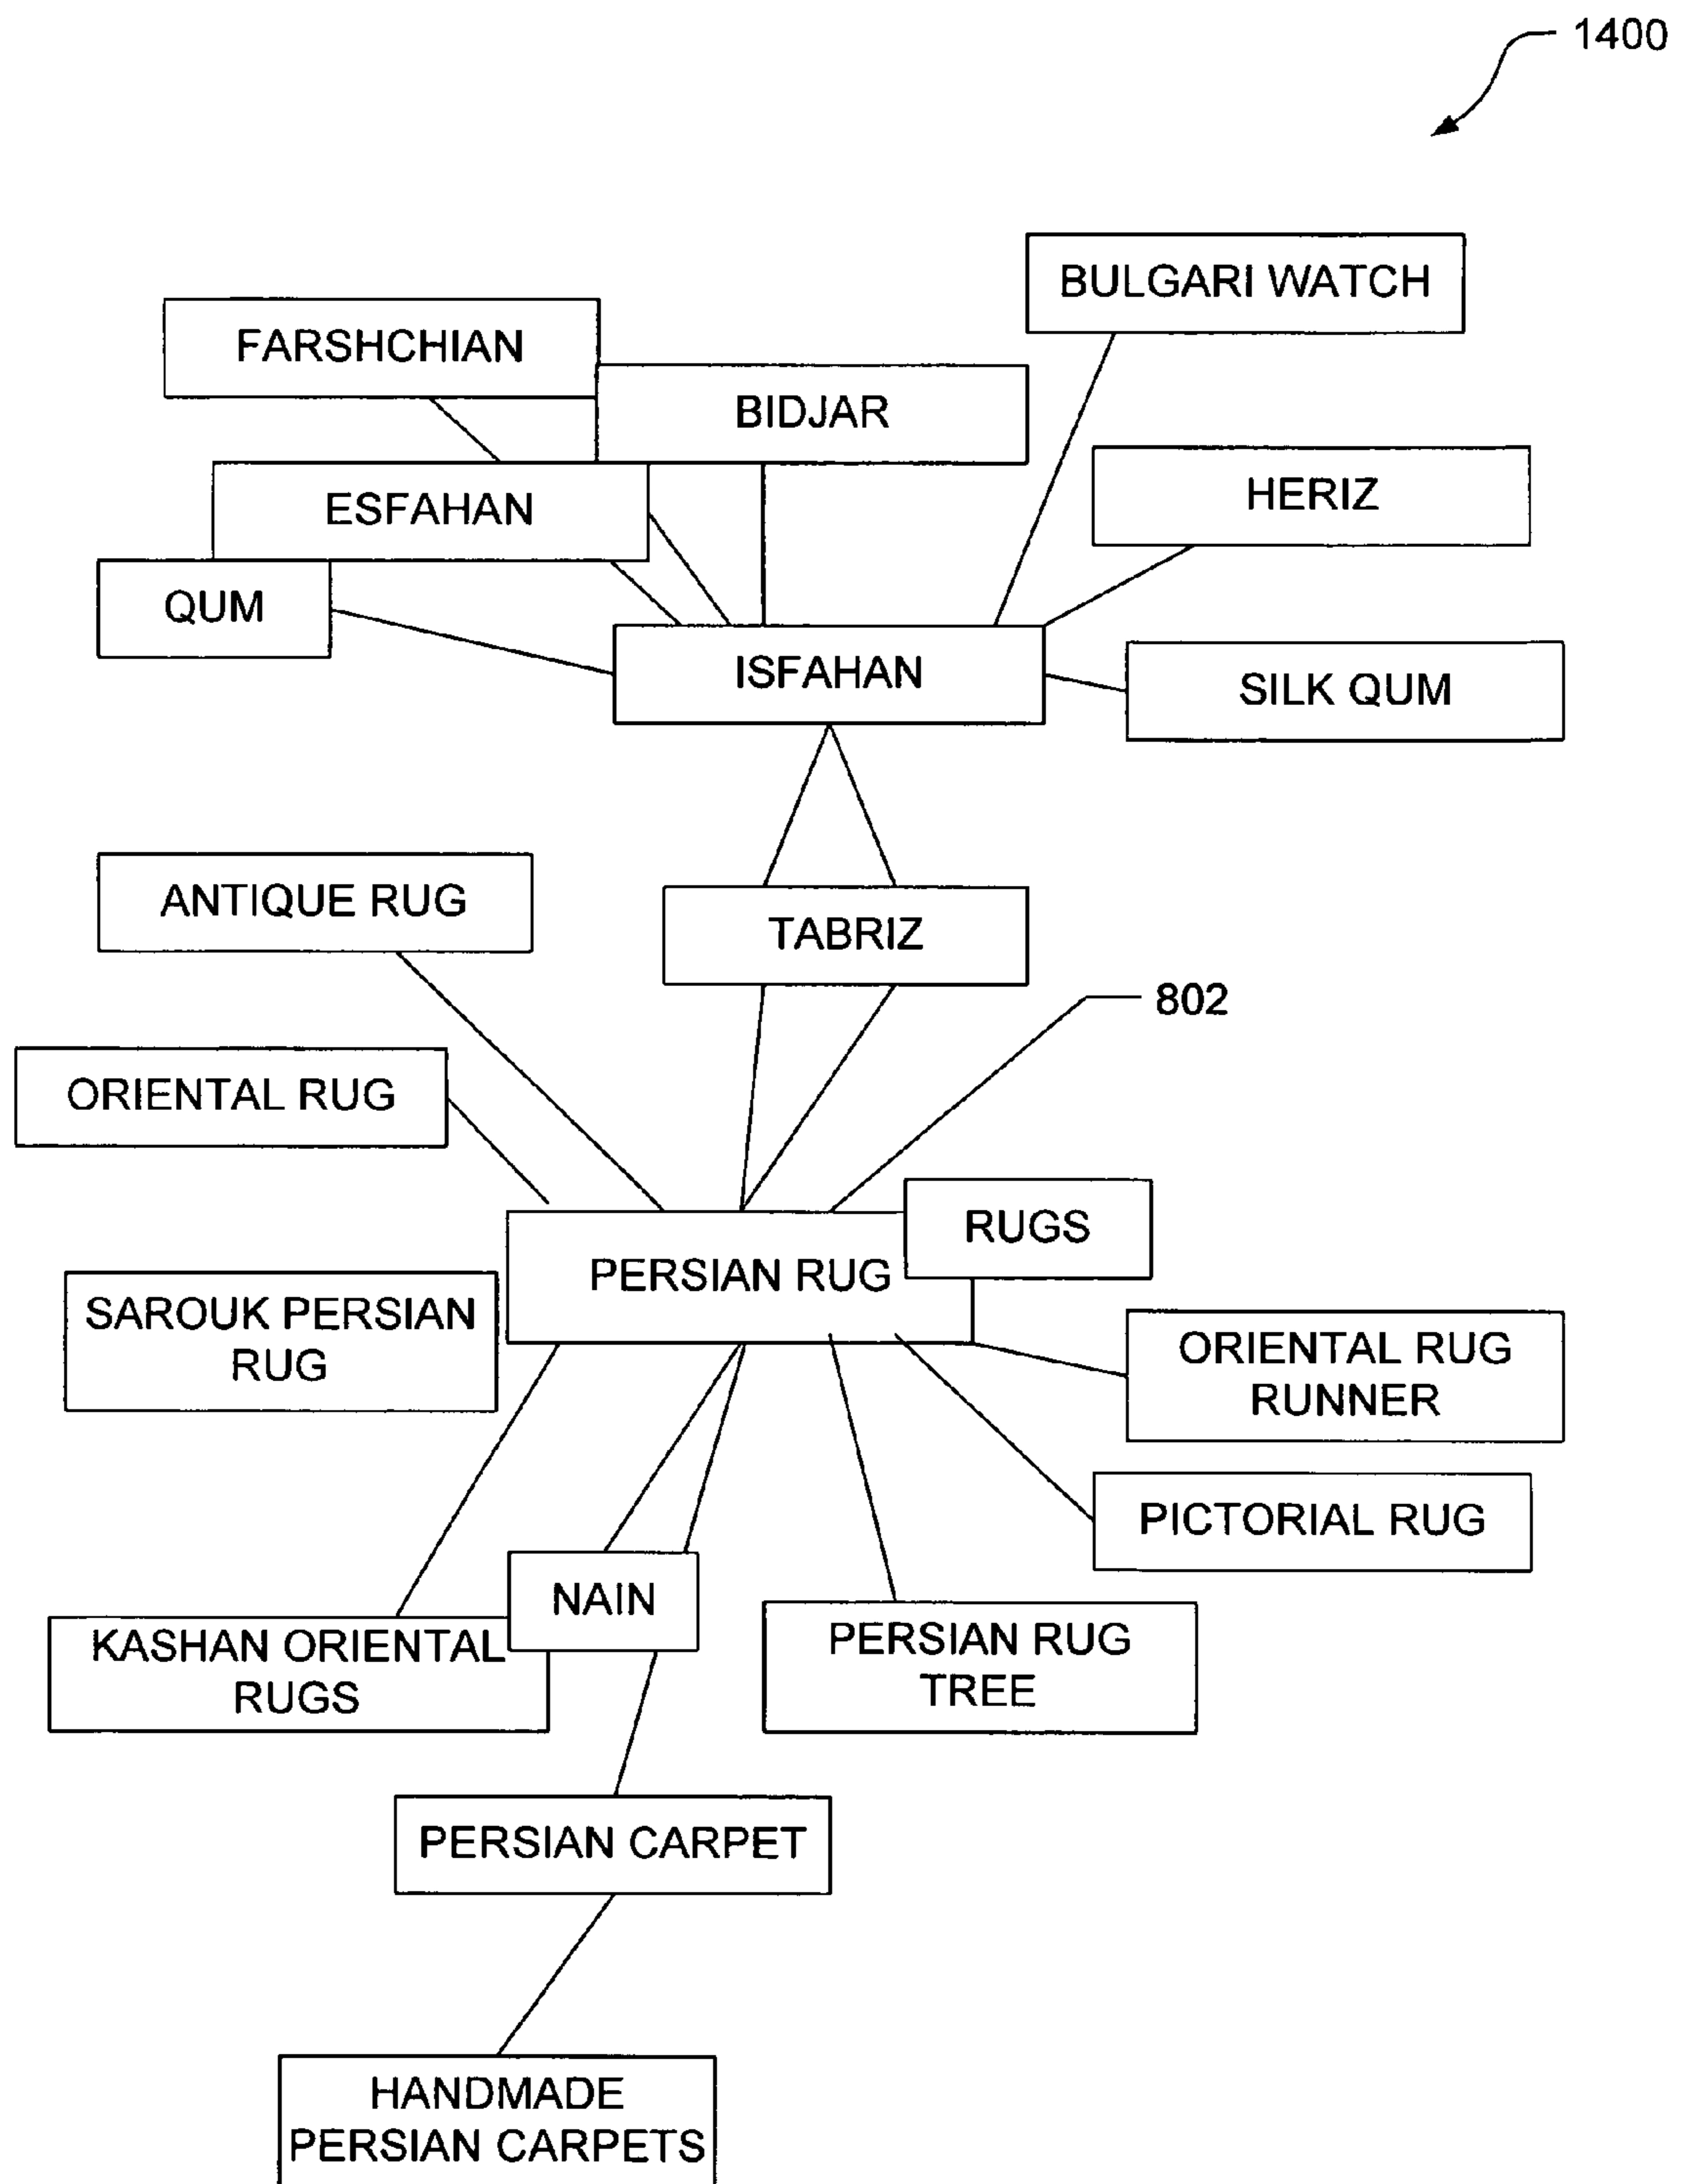 1400
BULGARI WATCH
FARSHCHIAN
BIDJAR
HERIZ
ESFAHAN
QUM
ISFAHAN
SILK QUM
ANTIQUE RUG
TABRIZ
802
ORIENTAL RUG
RUGS
PERSIAN RUG
SAROUK PERSIAN
RUG
ORIENTAL RUG
RUNNER
PICTORIAL RUG
NAIN
KASHAN ORIENTAL
RUGS
PERSIAN RUG
TREE
PERSIAN CARPET
HANDMADE
PERSIAN CARPETS